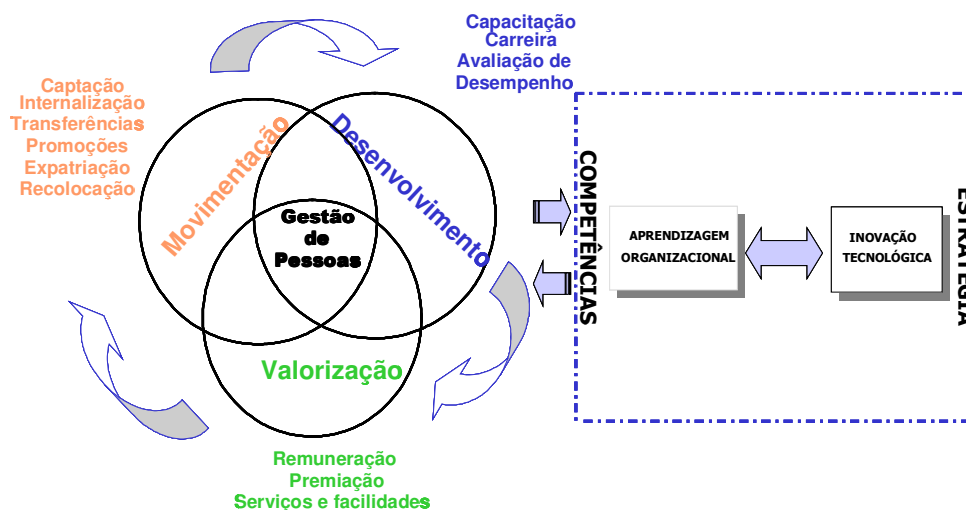 Capacitação
Carreira
Avaliação de
Desempenho
Captação
Internalização
Transferências
Promoções
Expatriação
Recolocação
Movimentação
Desenvolvimento
Gestão
de
Pessoas
Valorização
Remuneração
Premiação
Serviços e facilidades
COMPETÊNCIAS
APRENDIZAGEM
ORGANIZACIONAL
INOVAÇÃO
TECNOLÓGICA
ESTRATÉGIA